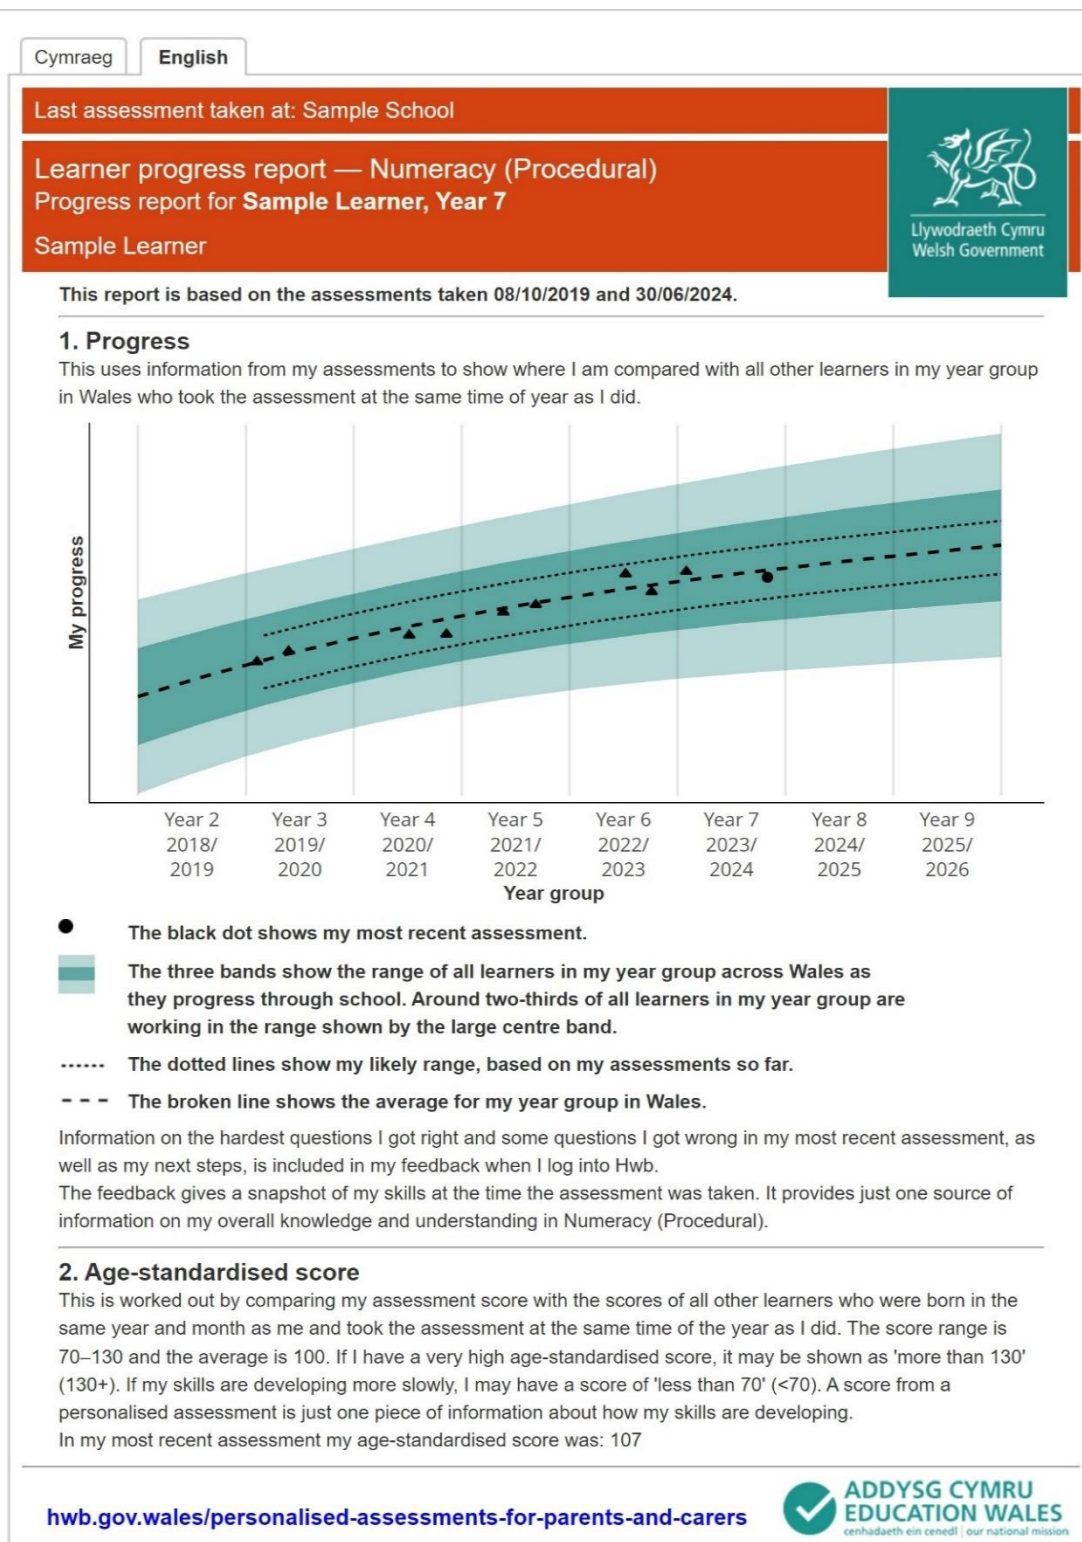 Cymraeg
English
Last assessment taken at: Sample School
Learner progress report — Numeracy (Procedural)
Progress report for Sample Learner, Year 7
Sample Learner
Llywodraeth Cymru
Welsh Government
This report is based on the assessments taken 08/10/2019 and 30/06/2024.
1. Progress
This uses information from my assessments to show where I am compared with all other learners in my year group
in Wales who took the assessment at the same time of year as I did.
My progress
Year 2 Year 3 Year 4 Year 5 Year 6 Year 7 Year 8 Year 9
2018/ 2019/ 2020/ 2021/ 2022/ 2023/ 2024/ 2025/
2019 2020 2021 2022 2023 2024 2025 2026
Year group
The black dot shows my most recent assessment.
The three bands show the range of all learners in my year group across Wales as
they progress through school. Around two-thirds of all learners in my year group are
working in the range shown by the large centre band.
The dotted lines show my likely range, based on my assessments so far.
The broken line shows the average for my year group in Wales.
Information on the hardest questions I got right and some questions I got wrong in my most recent assessment, as
well as my next steps, is included in my feedback when I log into Hwb.
The feedback gives a snapshot of my skills at the time the assessment was taken. It provides just one source of
information on my overall knowledge and understanding in Numeracy (Procedural).
2. Age-standardised score
This is worked out by comparing my assessment score with the scores of all other learners who were born in the
same year and month as me and took the assessment at the same time of the year as I did. The score range is
70–130 and the average is 100. If I have a very high age-standardised score, it may be shown as 'more than 130'
(130+). If my skills are developing more slowly, I may have a score of 'less than 70' (<70). A score from a
personalised assessment is just one piece of information about how my skills are developing.
In my most recent assessment my age-standardised score was: 107
hwb.gov.wales/personalised-assessments-for-parents-and-carers
ADDYSG CYMRU
EDUCATION WALES
cenhadaeth ein cenedl | our national mission